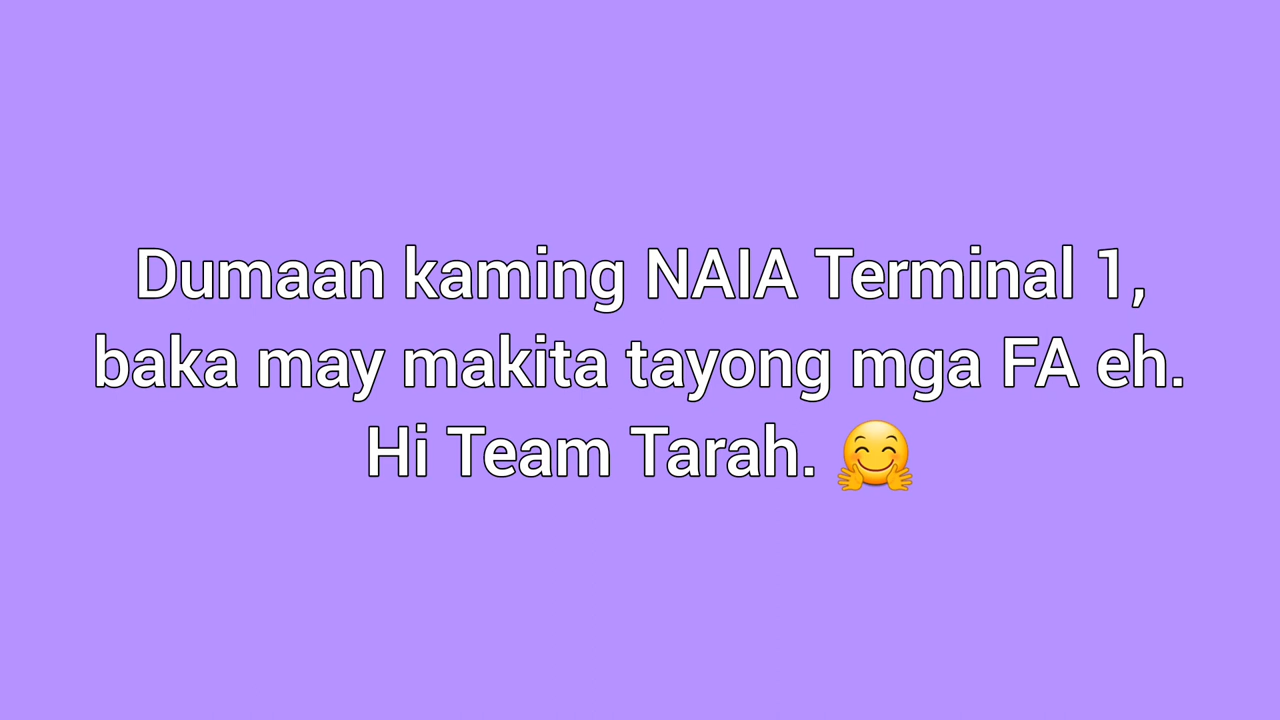 Dumaan kaming NAIA Terminal 1,
baka may makita tayong mga FA eh.
Hi Team Tarah. 🤗